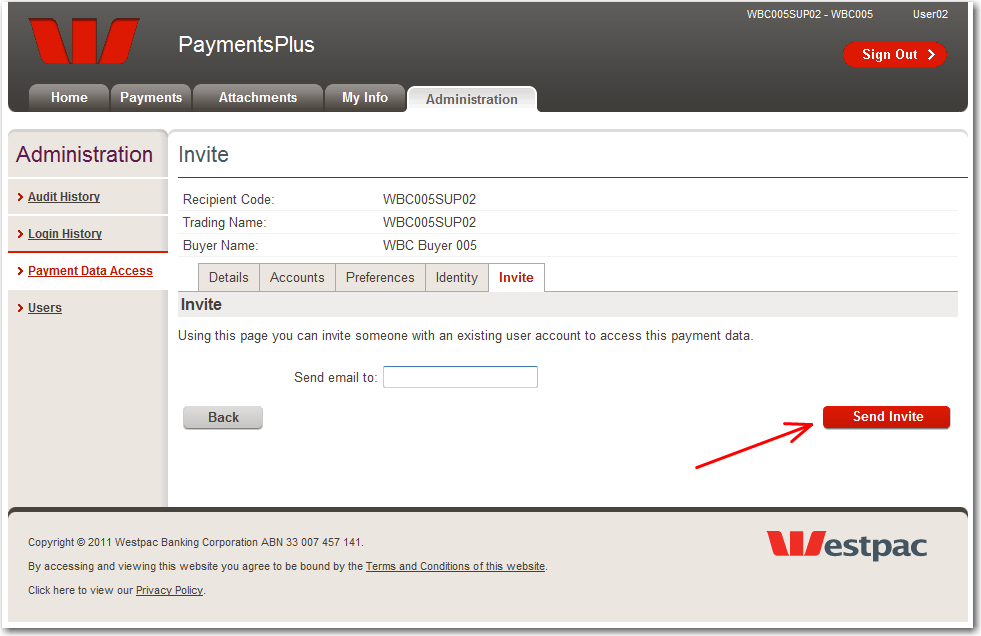 WBC005SUP02 - WBC005 User02
PaymentsPlus
Sign Out
Home Payments Attachments My Info Administration
Administration
Audit History
Login History
Payment Data Access
Users
Invite
Recipient Code: WBC005SUP02
Trading Name: WBC005SUP02
Buyer Name: WBC Buyer 005
Details Accounts Preferences Identity Invite
Invite
Using this page you can invite someone with an existing user account to access this payment data.
Send email to:
Back Send Invite
Copyright © 2011 Westpac Banking Corporation ABN 33 007 457 141.
By accessing and viewing this website you agree to be bound by the Terms and Conditions of this website.
Click here to view our Privacy Policy.
Westpac